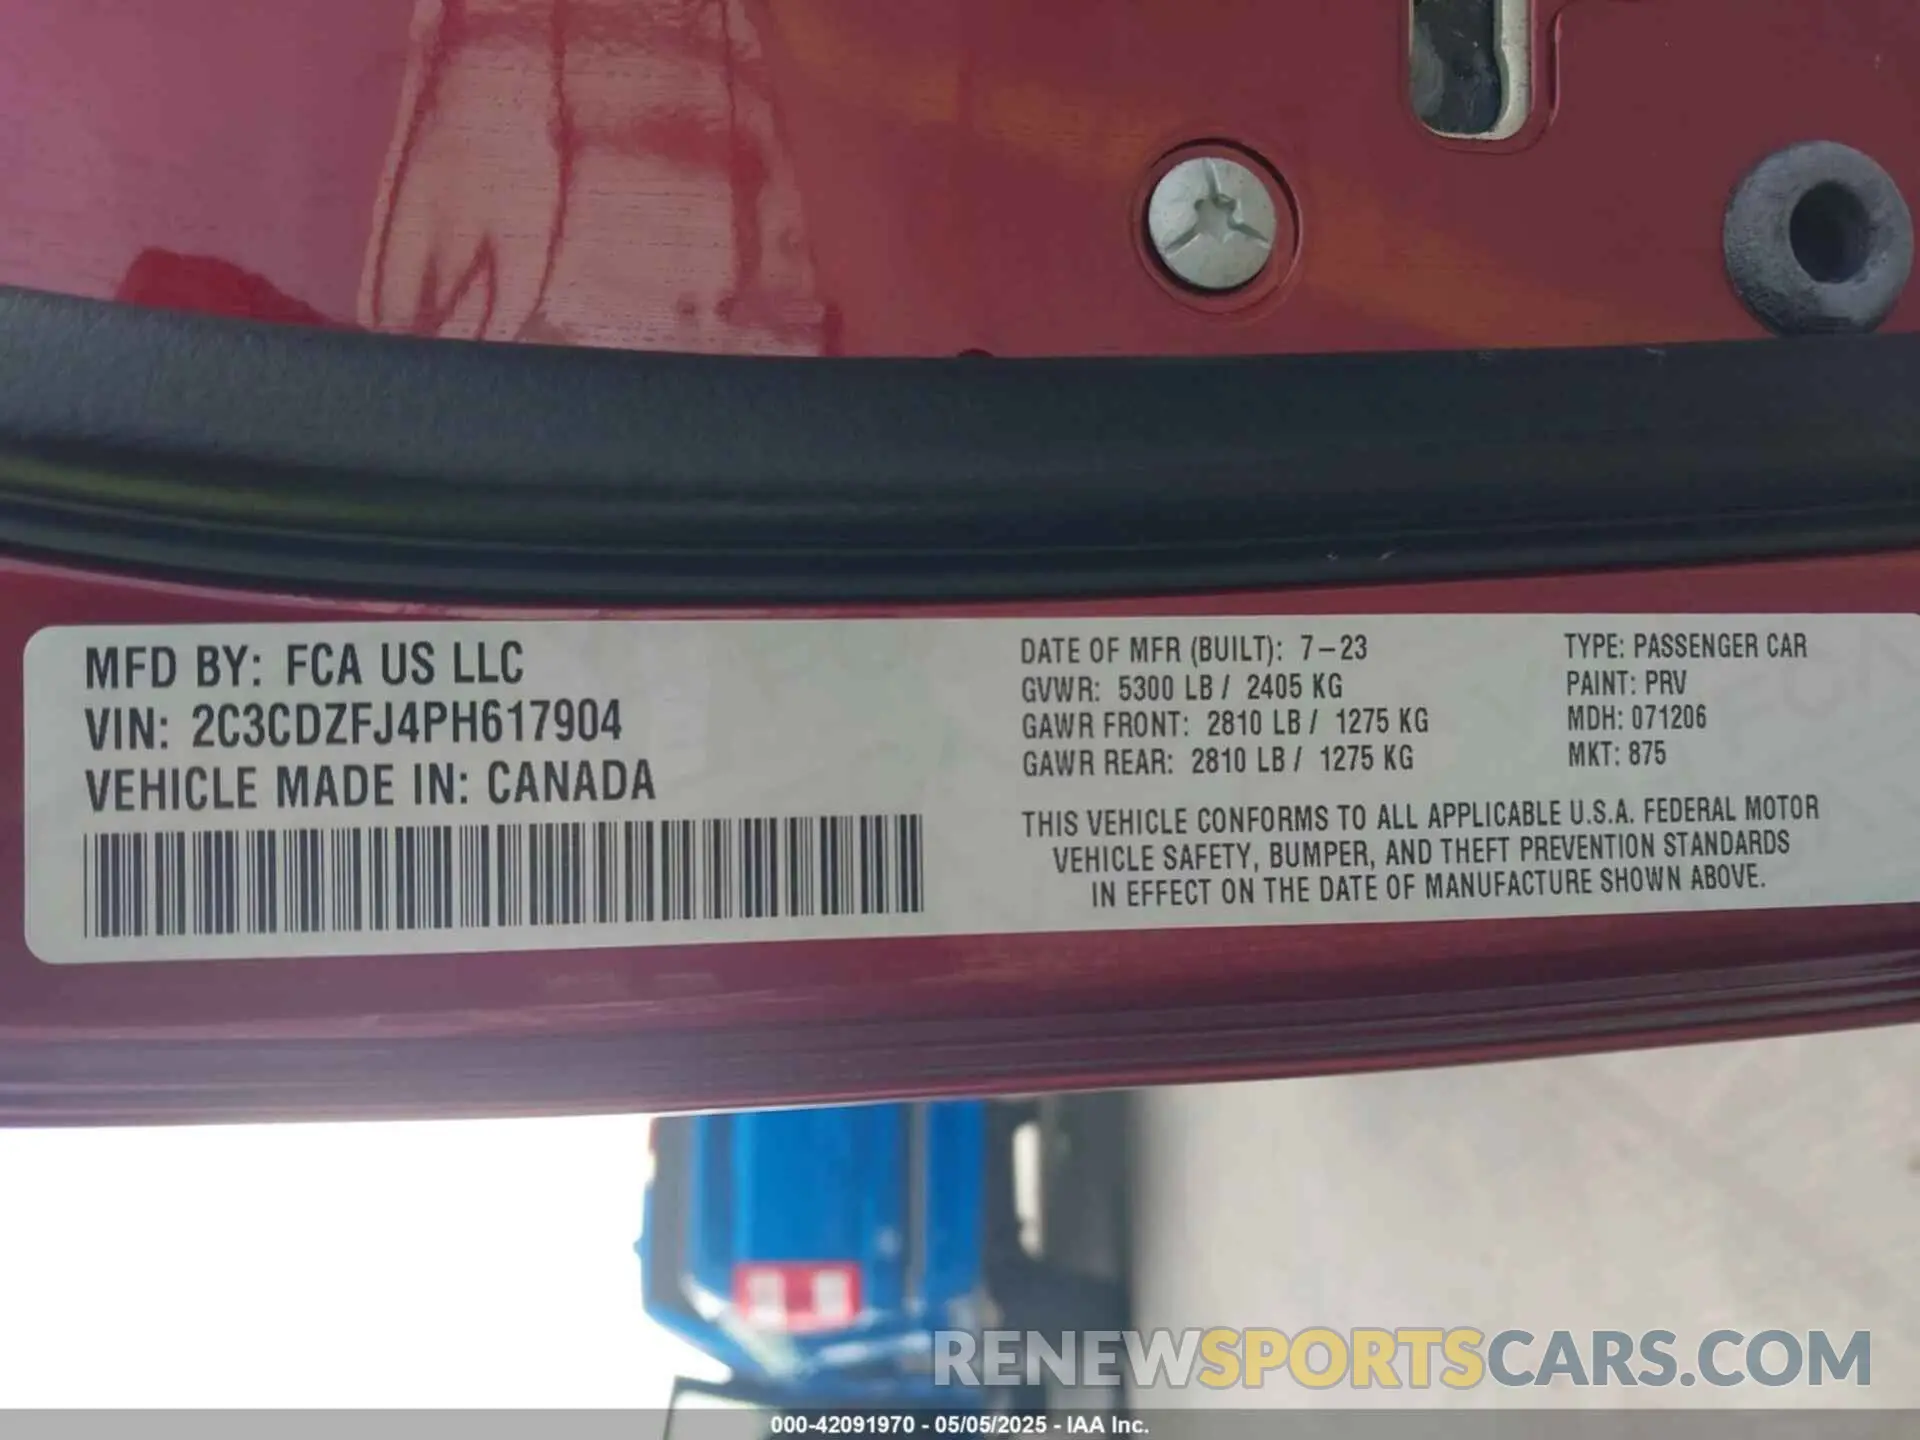 MFD BY: FCA US LLC
VIN: 2C3CDZFJ4PH617904
VEHICLE MADE IN: CANADA
DATE OF MFR (BUILT): 7-23
GVWR: 5300 LB / 2405 KG
GAWR FRONT: 2810 LB / 1275 KG
GAWR REAR: 2810 LB / 1275 KG
TYPE: PASSENGER CAR
PAINT: PRV
MDH: 071206
MKT: 875
THIS VEHICLE CONFORMS TO ALL APPLICABLE U.S.A. FEDERAL MOTOR
VEHICLE SAFETY, BUMPER, AND THEFT PREVENTION STANDARDS
IN EFFECT ON THE DATE OF MANUFACTURE SHOWN ABOVE.
RENEWSPORTSCARS.COM
000-42091970 - 05/05/2025 - IAA Inc.